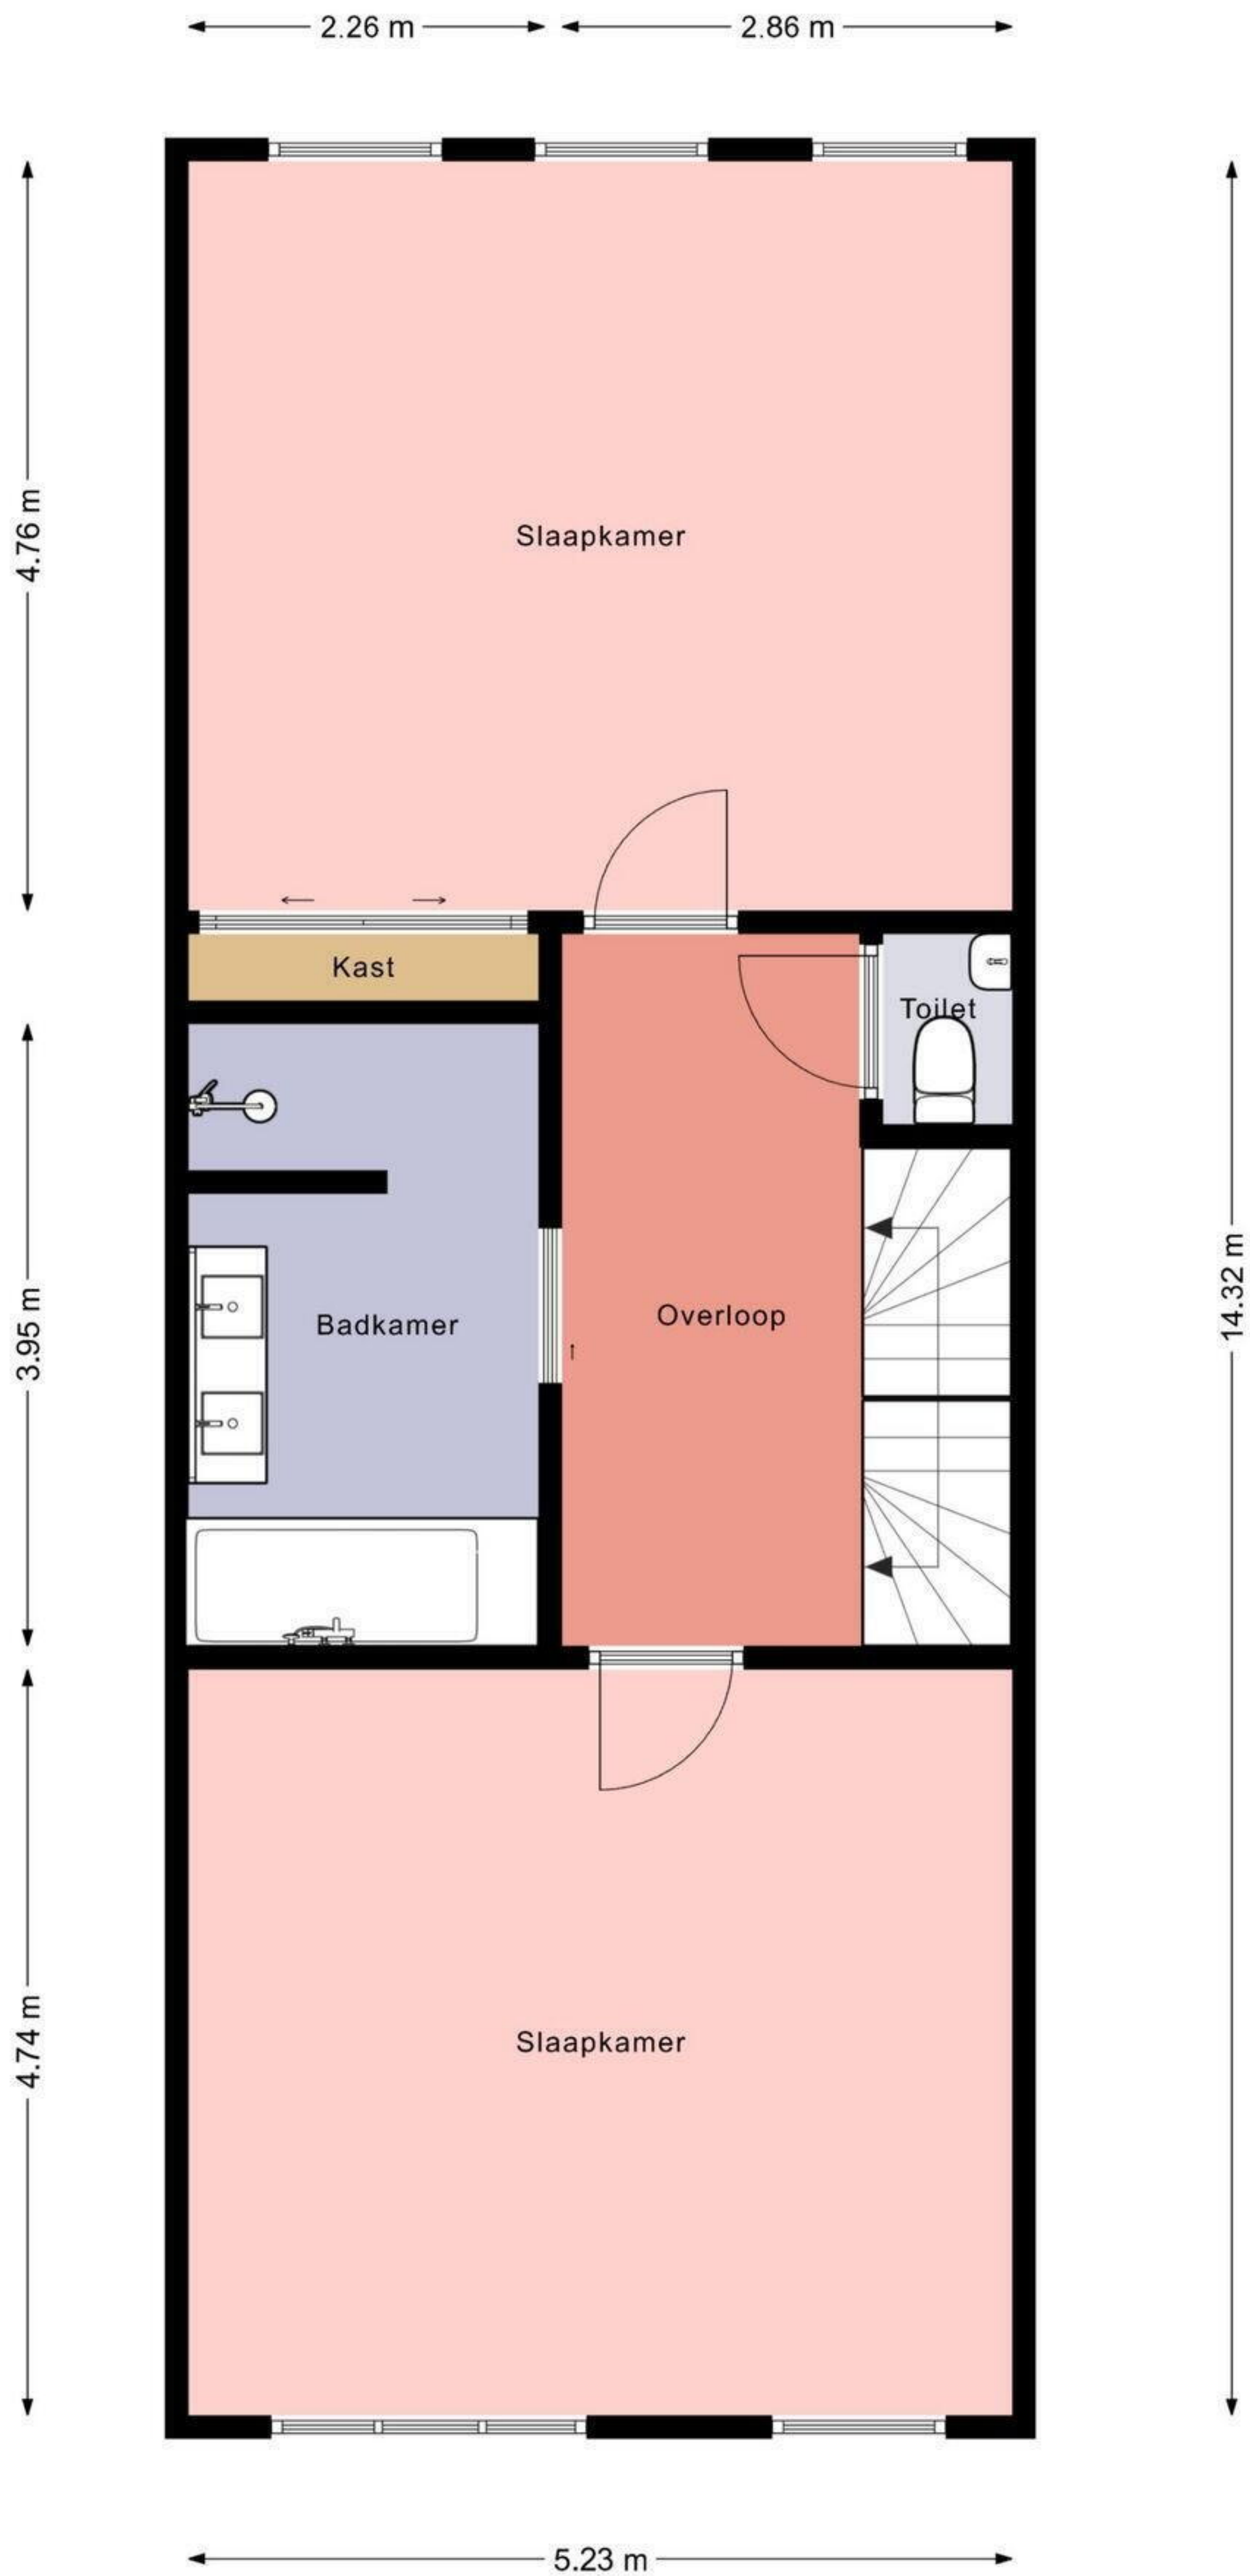 2.26 m
2.86 m
4.76 m
Slaapkamer
Kast
Toilet
3.95 m
Badkamer
Overloop
14.32 m
4.74 m
Slaapkamer
5.23 m